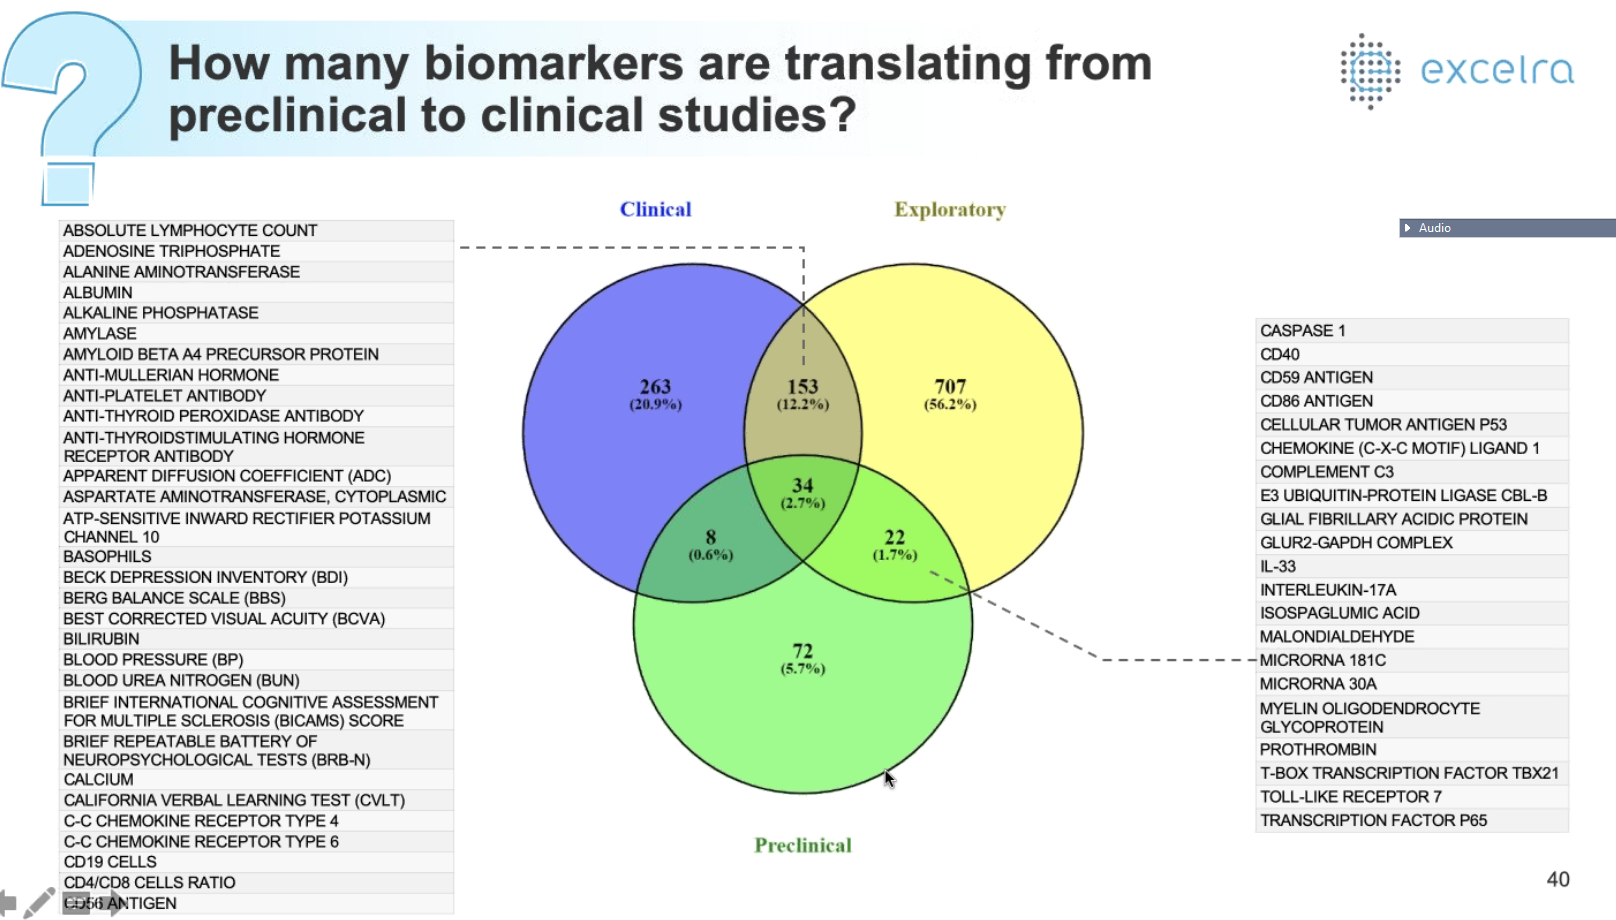 How many biomarkers are translating from
preclinical to clinical studies?
excelra
Clinical
Exploratory
Audio
ABSOLUTE LYMPHOCYTE COUNT
ADENOSINE TRIPHOSPHATE
ALANINE AMINOTRANSFERASE
ALBUMIN
ALKALINE PHOSPHATASE
AMYLASE
AMYLOID BETA A4 PRECURSOR PROTEIN
ANTI-MULLERIAN HORMONE
ANTI-PLATELET ANTIBODY
ANTI-THYROID PEROXIDASE ANTIBODY
ANTI-THYROIDSTIMULATING HORMONE
RECEPTOR ANTIBODY
APPARENT DIFFUSION COEFFICIENT (ADC)
ASPARTATE AMINOTRANSFERASE, CYTOPLASMIC
ATP-SENSITIVE INWARD RECTIFIER POTASSIUM
CHANNEL 10
BASOPHILS
BECK DEPRESSION INVENTORY (BDI)
BERG BALANCE SCALE (BBS)
BEST CORRECTED VISUAL ACUITY (BCVA)
BILIRUBIN
BLOOD PRESSURE (BP)
BLOOD UREA NITROGEN (BUN)
BRIEF INTERNATIONAL COGNITIVE ASSESSMENT
FOR MULTIPLE SCLEROSIS (BICAMS) SCORE
BRIEF REPEATABLE BATTERY OF
NEUROPSYCHOLOGICAL TESTS (BRB-N)
CALCIUM
CALIFORNIA VERBAL LEARNING TEST (CVLT)
C-C CHEMOKINE RECEPTOR TYPE 4
C-C CHEMOKINE RECEPTOR TYPE 6
CD19 CELLS
CD4/CD8 CELLS RATIO
CD56 ANTIGEN
263
(20.9%)
153
(12.2%)
707
(56.2%)
34
(2.7%)
8
(0.6%)
22
(1.7%)
72
(5.7%)
Preclinical
CASPASE 1
CD40
CD59 ANTIGEN
CD86 ANTIGEN
CELLULAR TUMOR ANTIGEN P53
CHEMOKINE (C-X-C MOTIF) LIGAND 1
COMPLEMENT C3
E3 UBIQUITIN-PROTEIN LIGASE CBL-B
GLIAL FIBRILLARY ACIDIC PROTEIN
GLUR2-GAPDH COMPLEX
IL-33
INTERLEUKIN-17A
ISOSPAGLUMIC ACID
MALONDIALDEHYDE
MICRORNA 181C
MICRORNA 30A
MYELIN OLIGODENDROCYTE
GLYCOPROTEIN
PROTHROMBIN
T-BOX TRANSCRIPTION FACTOR TBX21
TOLL-LIKE RECEPTOR 7
TRANSCRIPTION FACTOR P65
40